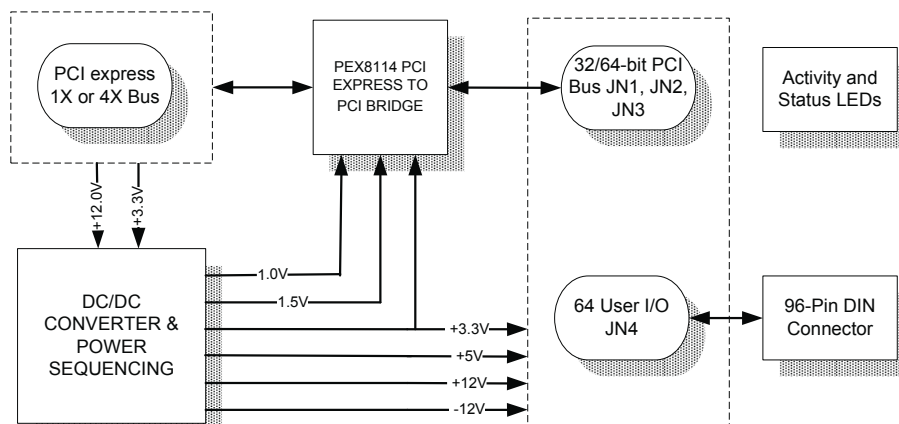 PCI express
1X or 4X Bus
PEX8114 PCI
EXPRESS TO
PCI BRIDGE
32/64-bit PCI
Bus JN1, JN2,
JN3
Activity and
Status LEDs
+12.0V
+3.3V
DC/DC
CONVERTER &
POWER
SEQUENCING
1.0V
1.5V
+3.3V
+5V
+12V
-12V
64 User I/O
JN4
96-Pin DIN
Connector